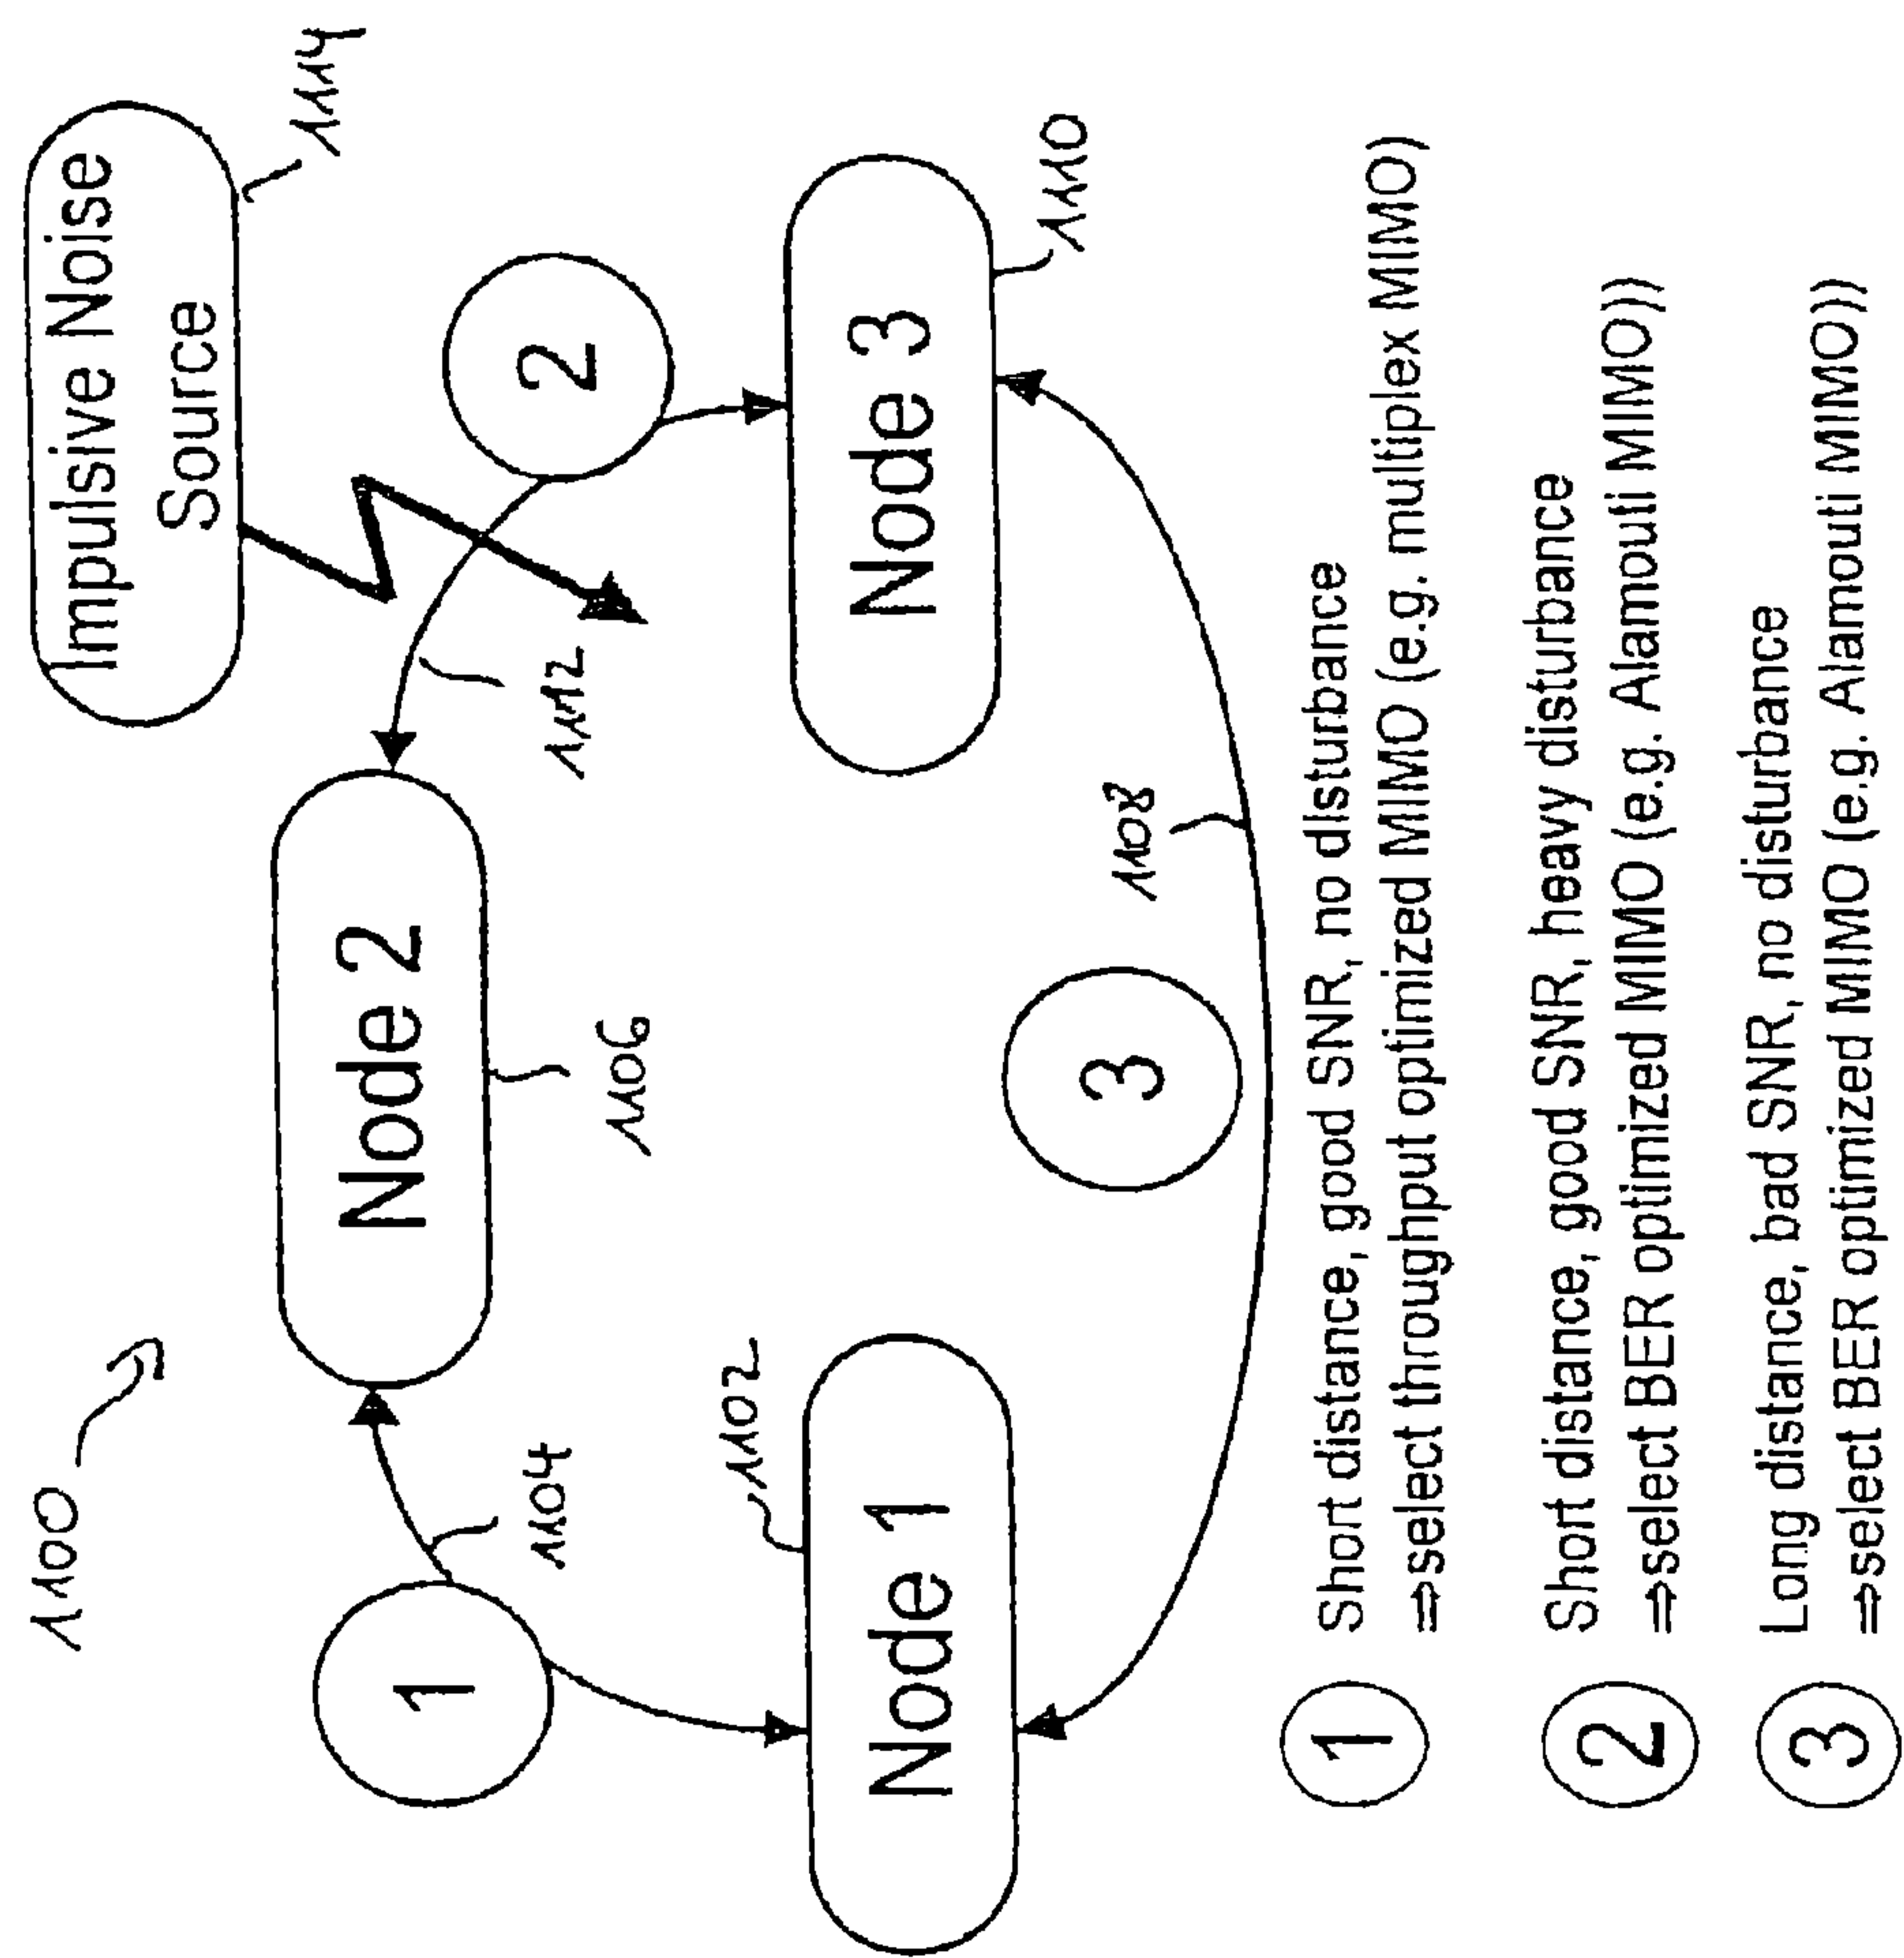 1100
Impulsive Noise
Source
1114
1
Node 2
2
1104
1106
1112
1102
Node 1
3
1108
Node 3
1110
1 Short distance, good SNR, no disturbance
⇒select throughput optimized MIMO (e.g. multiplex MIMO)
2 Short distance, good SNR, heavy disturbance
⇒select BER optimized MIMO (e.g. Alamouti MIMO))
3 Long distance, bad SNR, no disturbance
⇒select BER optimized MIMO (e.g. Alamouti MIMO))